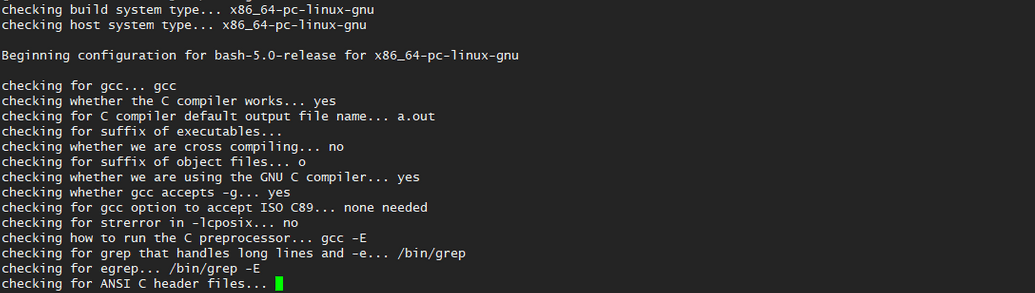 checking build system type... x86_64-pc-linux-gnu
checking host system type... x86_64-pc-linux-gnu
Beginning configuration for bash-5.0-release for x86_64-pc-linux-gnu
checking for gcc... gcc
checking whether the C compiler works... yes
checking for C compiler default output file name... a.out
checking for suffix of executables...
checking whether we are cross compiling... no
checking for suffix of object files... o
checking whether we are using the GNU C compiler... yes
checking whether gcc accepts -g... yes
checking for gcc option to accept ISO C89... none needed
checking for strerror in -lcposix... no
checking how to run the C preprocessor... gcc -E
checking for grep that handles long lines and -e... /bin/grep
checking for egrep... /bin/grep -E
checking for ANSI C header files...